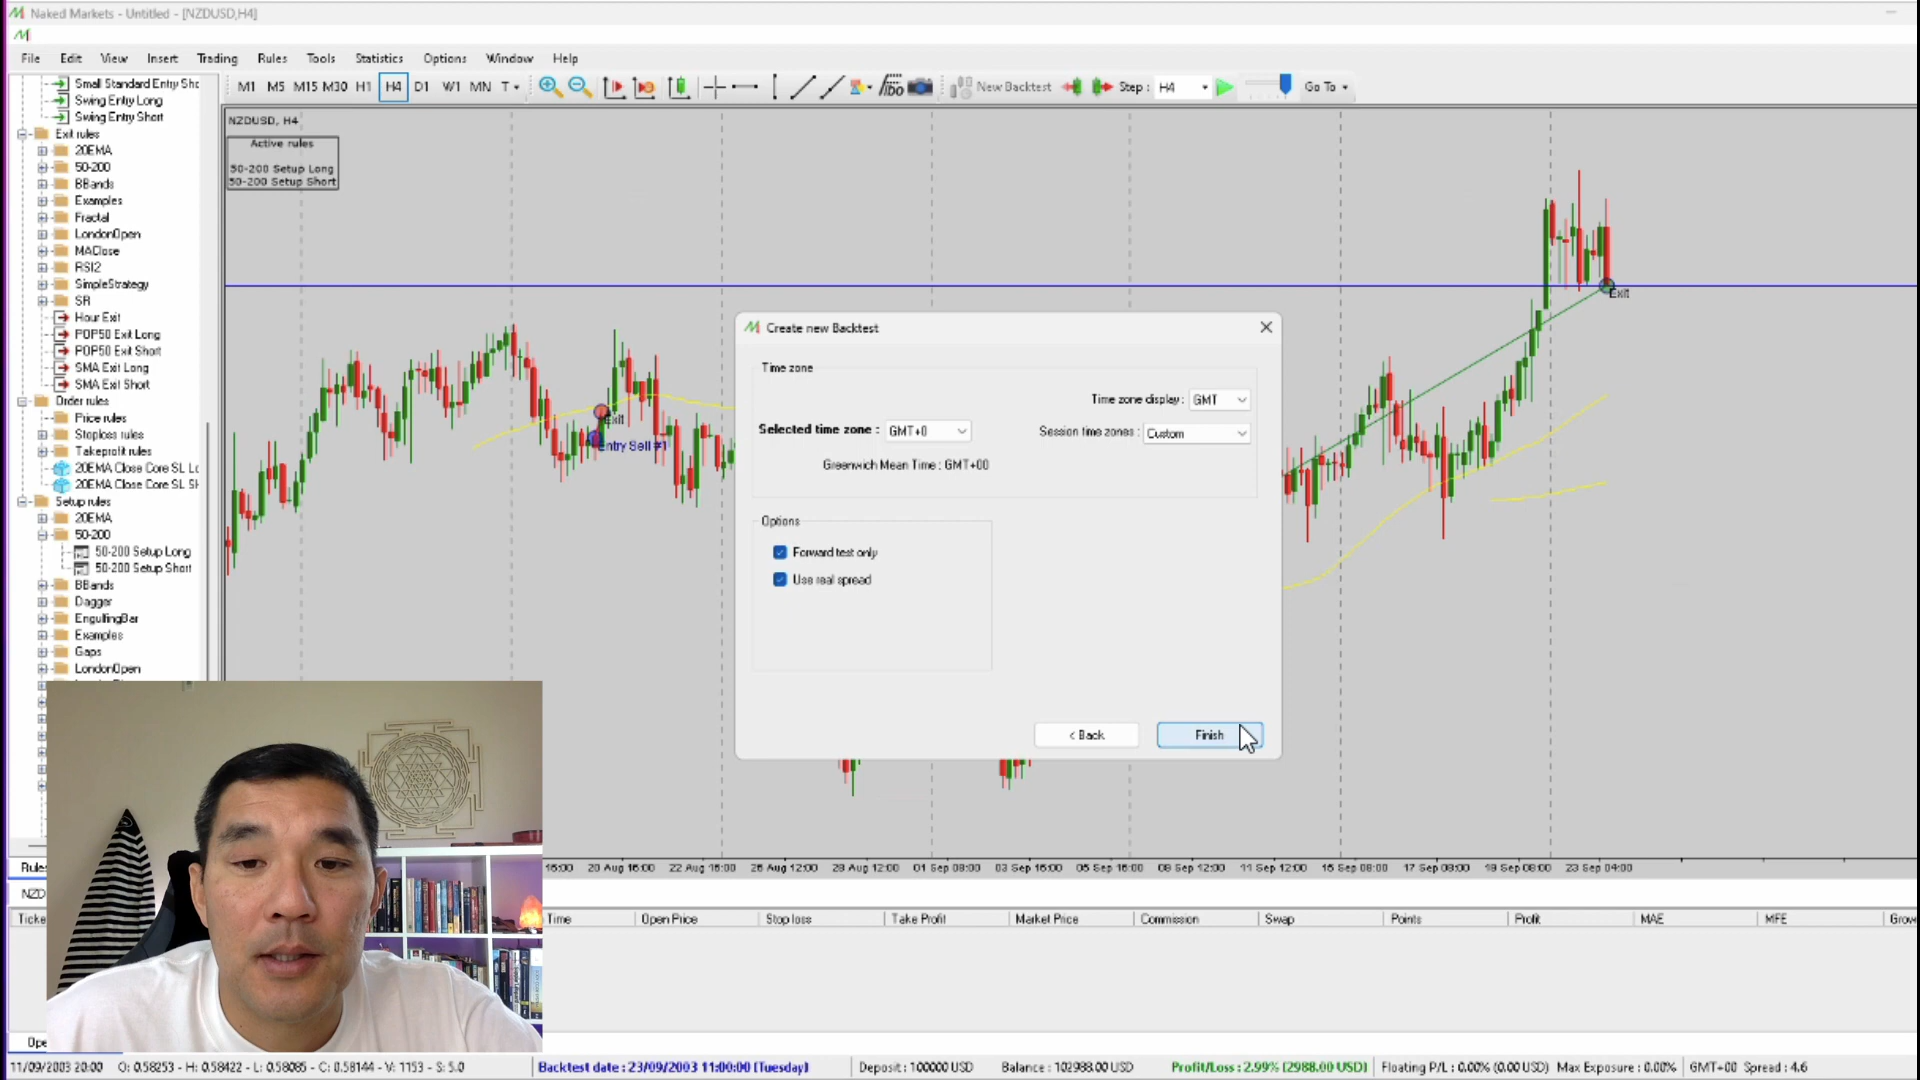 Naked Markets - Untitled - [NZDUSD,H4]
File Edit View Insert Trading Rules Tools Statistics Options Window Help
M1 M5 M15 M30 H1 H4 D1 W1 MN T FIBO New Backtest Step : H4 Go To
Small Standard Entry Sho
Swing Entry Long
Swing Entry Short
Exit rules
20EMA
50-200
BBands
Examples
Fractal
LondonOpen
MAClose
RSI2
SimpleStrategy
SR
Hour Exit
POP50 Exit Long
POP50 Exit Short
SMA Exit Long
SMA Exit Short
Order rules
Price rules
Stoploss rules
Takeprofit rules
20EMA Close Core SL Lo
20EMA Close Core SL SH
Setup rules
20EMA
50-200
50-200 Setup Long
50-200 Setup Short
BBands
Dagger
EngulfingBar
Examples
Gaps
LondonOpen
Rules
NZDUSD, H4
Active rules
50-200 Setup Long
50-200 Setup Short
Exit
Entry Sell #1
Exit
Create new Backtest
Time zone
Time zone display : GMT
Selected time zone : GMT+0
Session time zones : Custom
Greenwich Mean Time : GMT+00
Options
Forward test only
Use real spread
< Back
Finish
20 Aug 16:00 22 Aug 16:00 26 Aug 12:00 28 Aug 12:00 01 Sep 08:00 03 Sep 16:00 05 Sep 16:00 09 Sep 12:00 11 Sep 12:00 15 Sep 08:00 17 Sep 08:00 19 Sep 08:00 23 Sep 04:00
NZD
Ticke Time Open Price Stop loss Take Profit Market Price Commission Swap Points Profit MAE MFE Grow
Ope
11/09/2003 20:00 O: 0.58253 - H: 0.58422 - L: 0.58085 - C: 0.58144 - V: 1153 - S: 5.0 Backtest date : 23/09/2003 11:00:00 (Tuesday) Deposit : 100000 USD Balance : 102988.00 USD Profit/Loss : 2.99% (2988.00 USD) Floating P/L : 0.00% (0.00 USD) Max Exposure : 0.00% GMT+00 Spread : 4.6